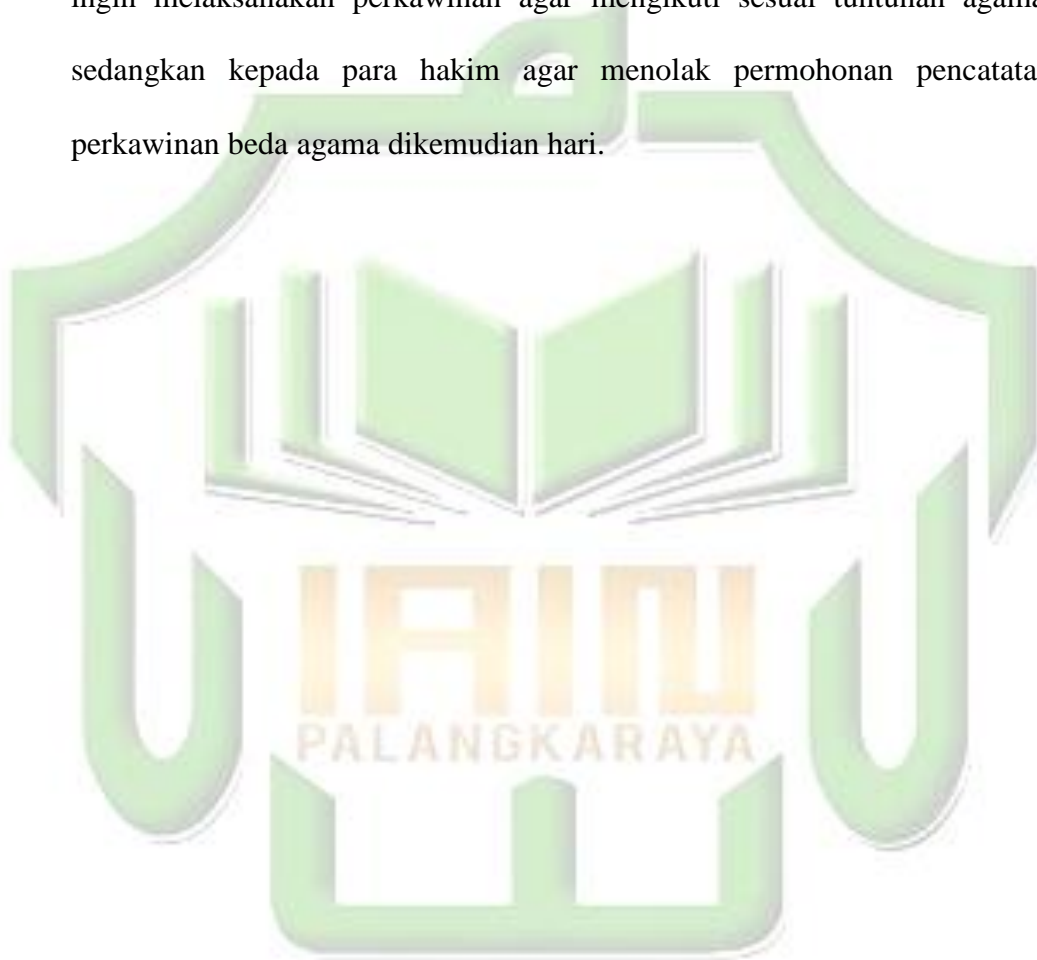 ingin melaksanakan perkawinan agar mengikuti sesuai tuntunan agama
sedangkan kepada para hakim agar menolak permohonan pencatata
perkawinan beda agama dikemudian hari.
IAIN
PALANGKARAYA